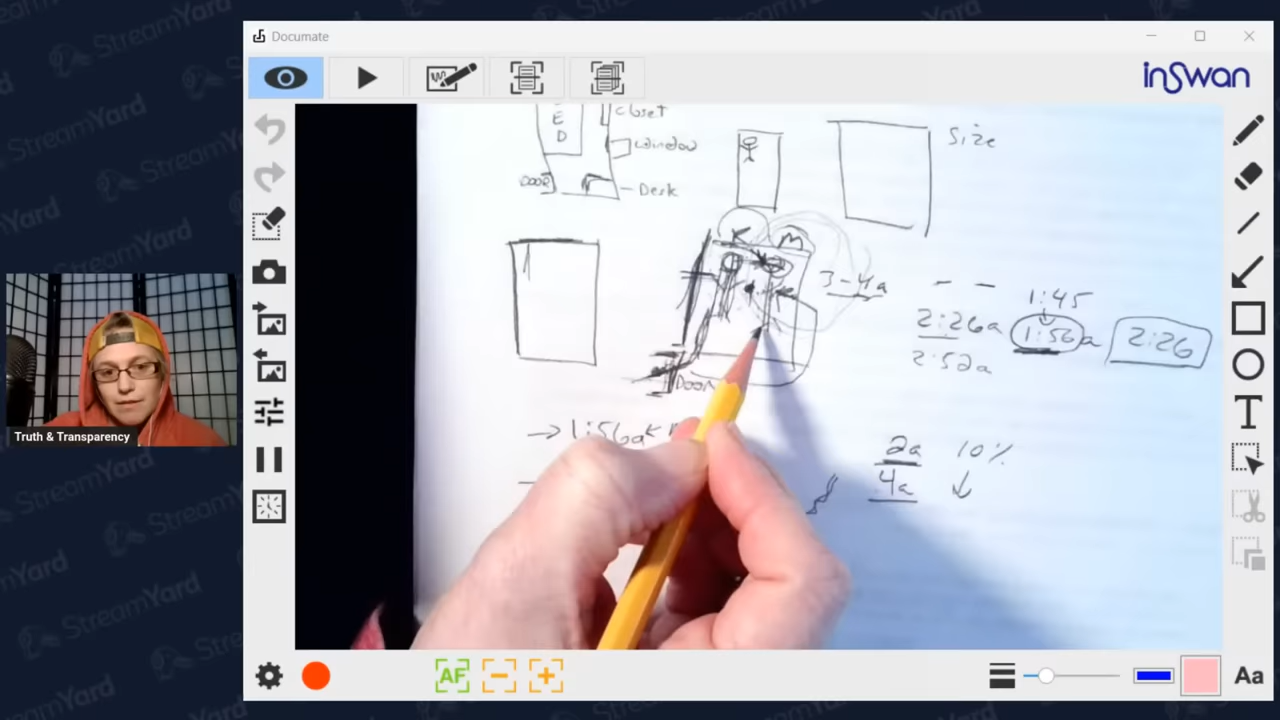 StreamYard
Documate
inSwan
closet
E
D
window
Door
Desk
Size
K
M
3-4a
1:45
2:26a
1:56a
2:26
2:52a
Door
→ 1:56a
2a 10%
4a ↓
Truth & Transparency
AF
T
Aa